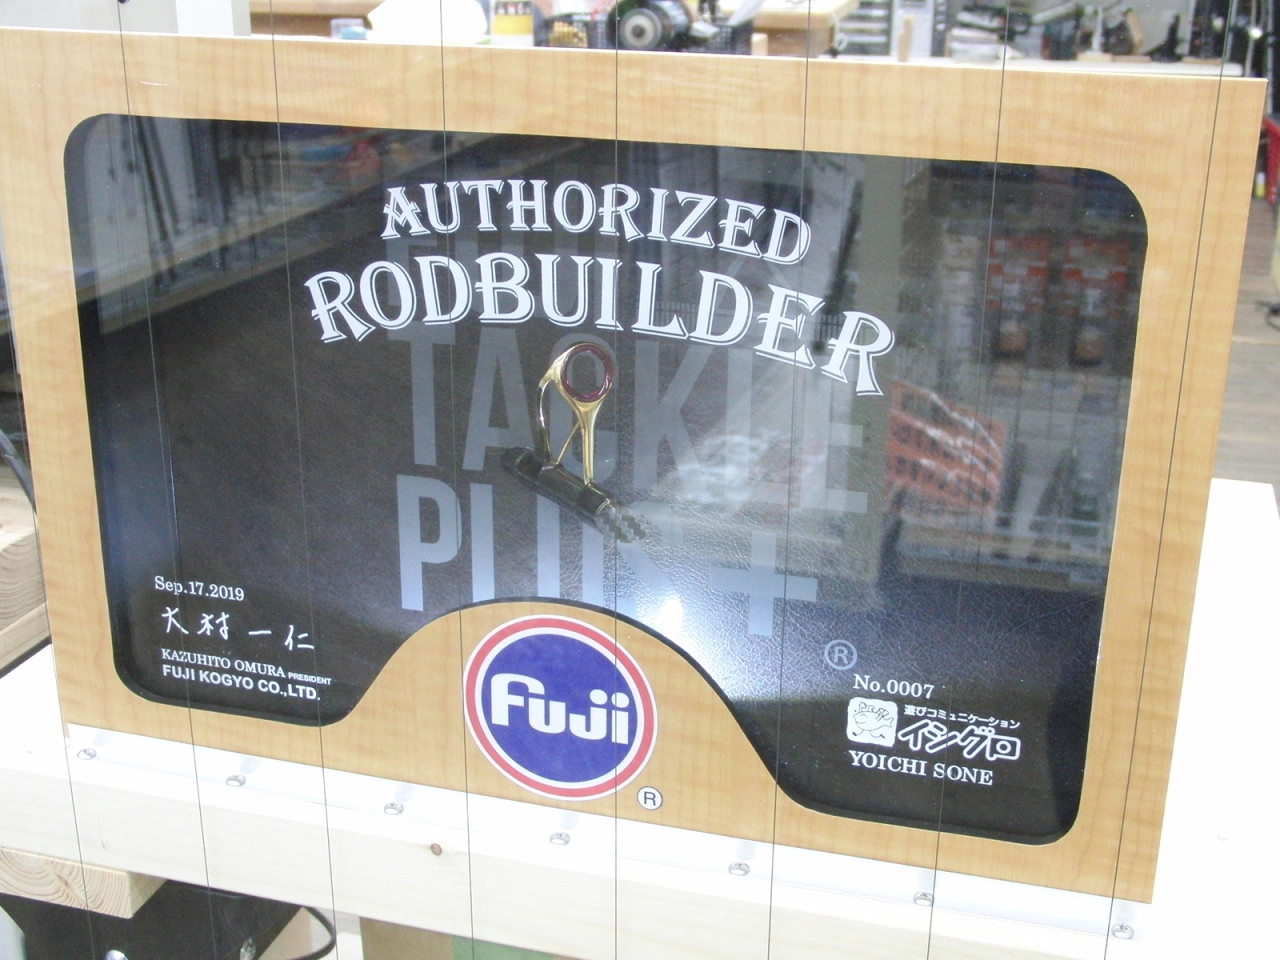 AUTHORIZED
RODBUILDER
TACKLE
PLUN+
®
Sep.17.2019
大村一仁
KAZUHITO OMURA PRESIDENT
FUJI KOGYO CO.,LTD.
Fuji
®
No.0007
遊びコミュニケーション
イシグロ
YOICHI SONE